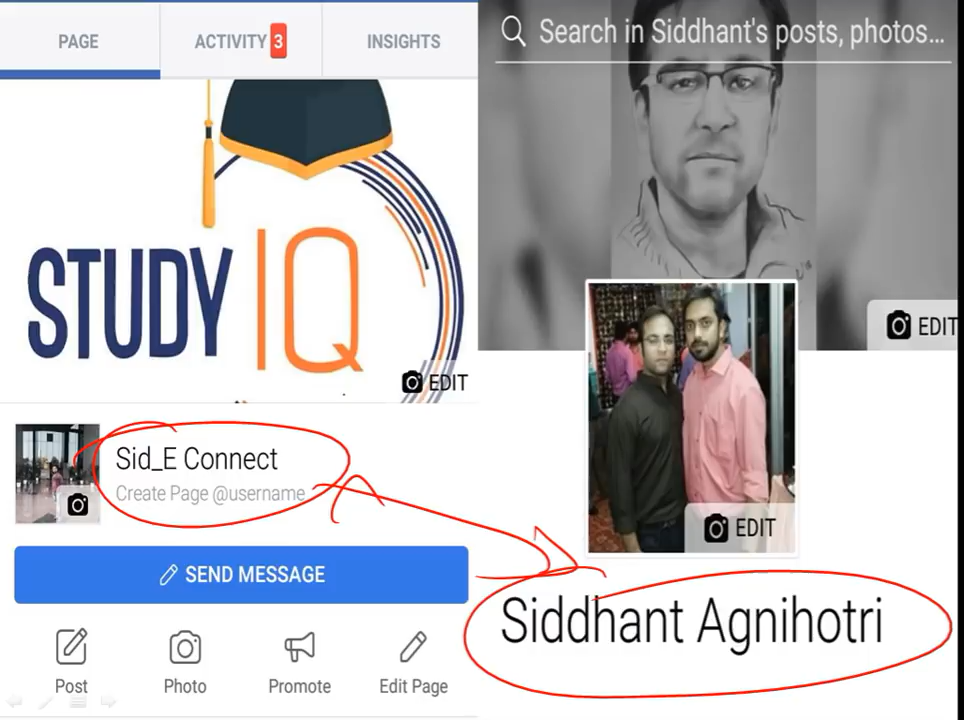 PAGE
ACTIVITY 3
INSIGHTS
STUDY IQ
EDIT
Sid_E Connect
Create Page @username
SEND MESSAGE
Post
Photo
Promote
Edit Page
Search in Siddhant's posts, photos...
EDIT
EDIT
Siddhant Agnihotri